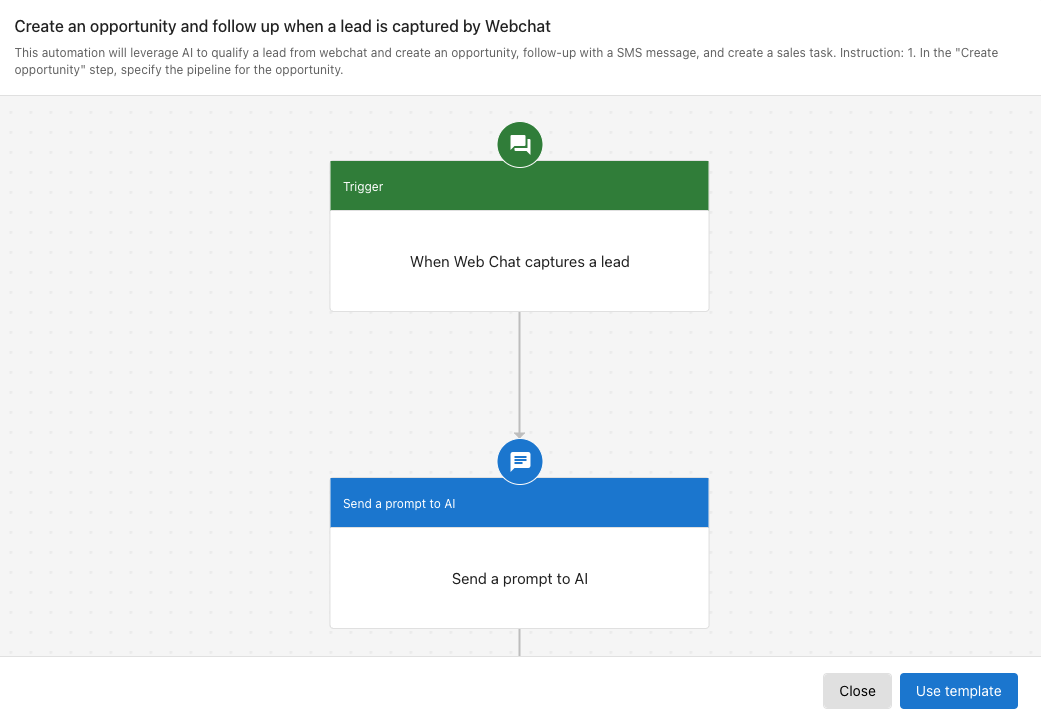 Create an opportunity and follow up when a lead is captured by Webchat
This automation will leverage AI to qualify a lead from webchat and create an opportunity, follow-up with a SMS message, and create a sales task. Instruction: 1. In the "Create
opportunity" step, specify the pipeline for the opportunity.
Trigger
When Web Chat captures a lead
Send a prompt to AI
Send a prompt to AI
Close
Use template